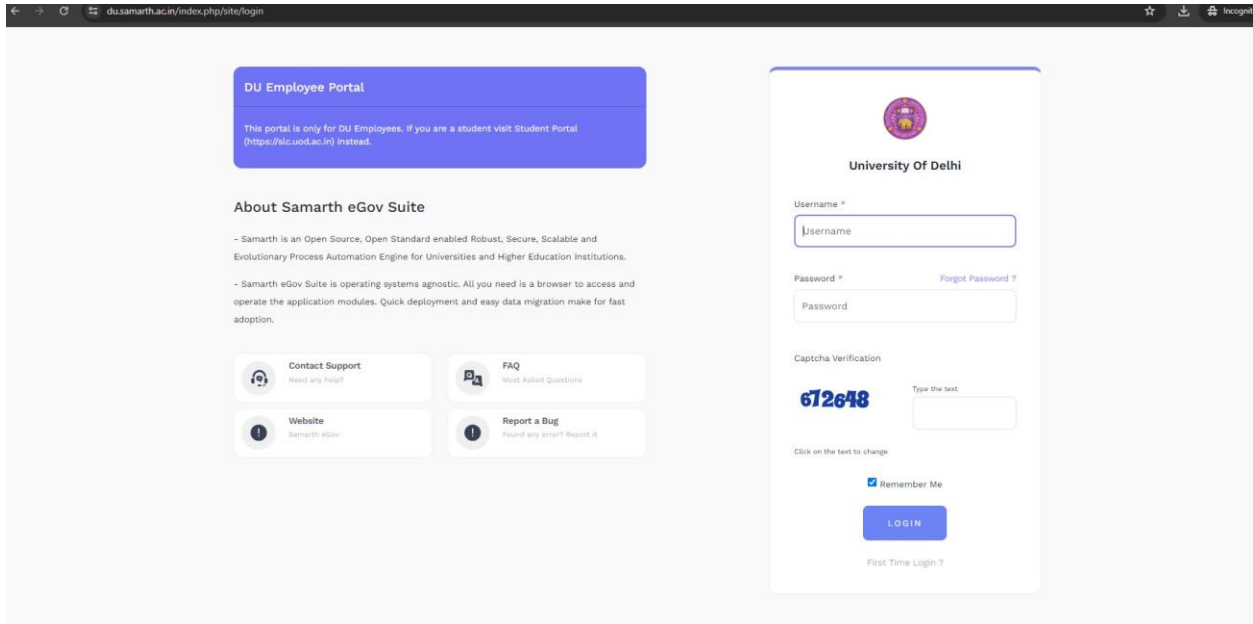 du.samarth.ac.in/index.php/site/login
Incognit
DU Employee Portal
This portal is only for DU Employees. If you are a student visit Student Portal
(https://slc.uod.ac.in) instead.
About Samarth eGov Suite
- Samarth is an Open Source, Open Standard enabled Robust, Secure, Scalable and
Evolutionary Process Automation Engine for Universities and Higher Education Institutions.
- Samarth eGov Suite is operating systems agnostic. All you need is a browser to access and
operate the application modules. Quick deployment and easy data migration make for fast
adoption.
Contact Support
Need any help?
FAQ
Most Asked Questions
Website
Samarth eGov
Report a Bug
Found any error? Report it
University Of Delhi
Username *
Username
Password *
Forgot Password ?
Password
Captcha Verification
672648
Type the text
Click on the text to change
Remember Me
LOGIN
First Time Login ?